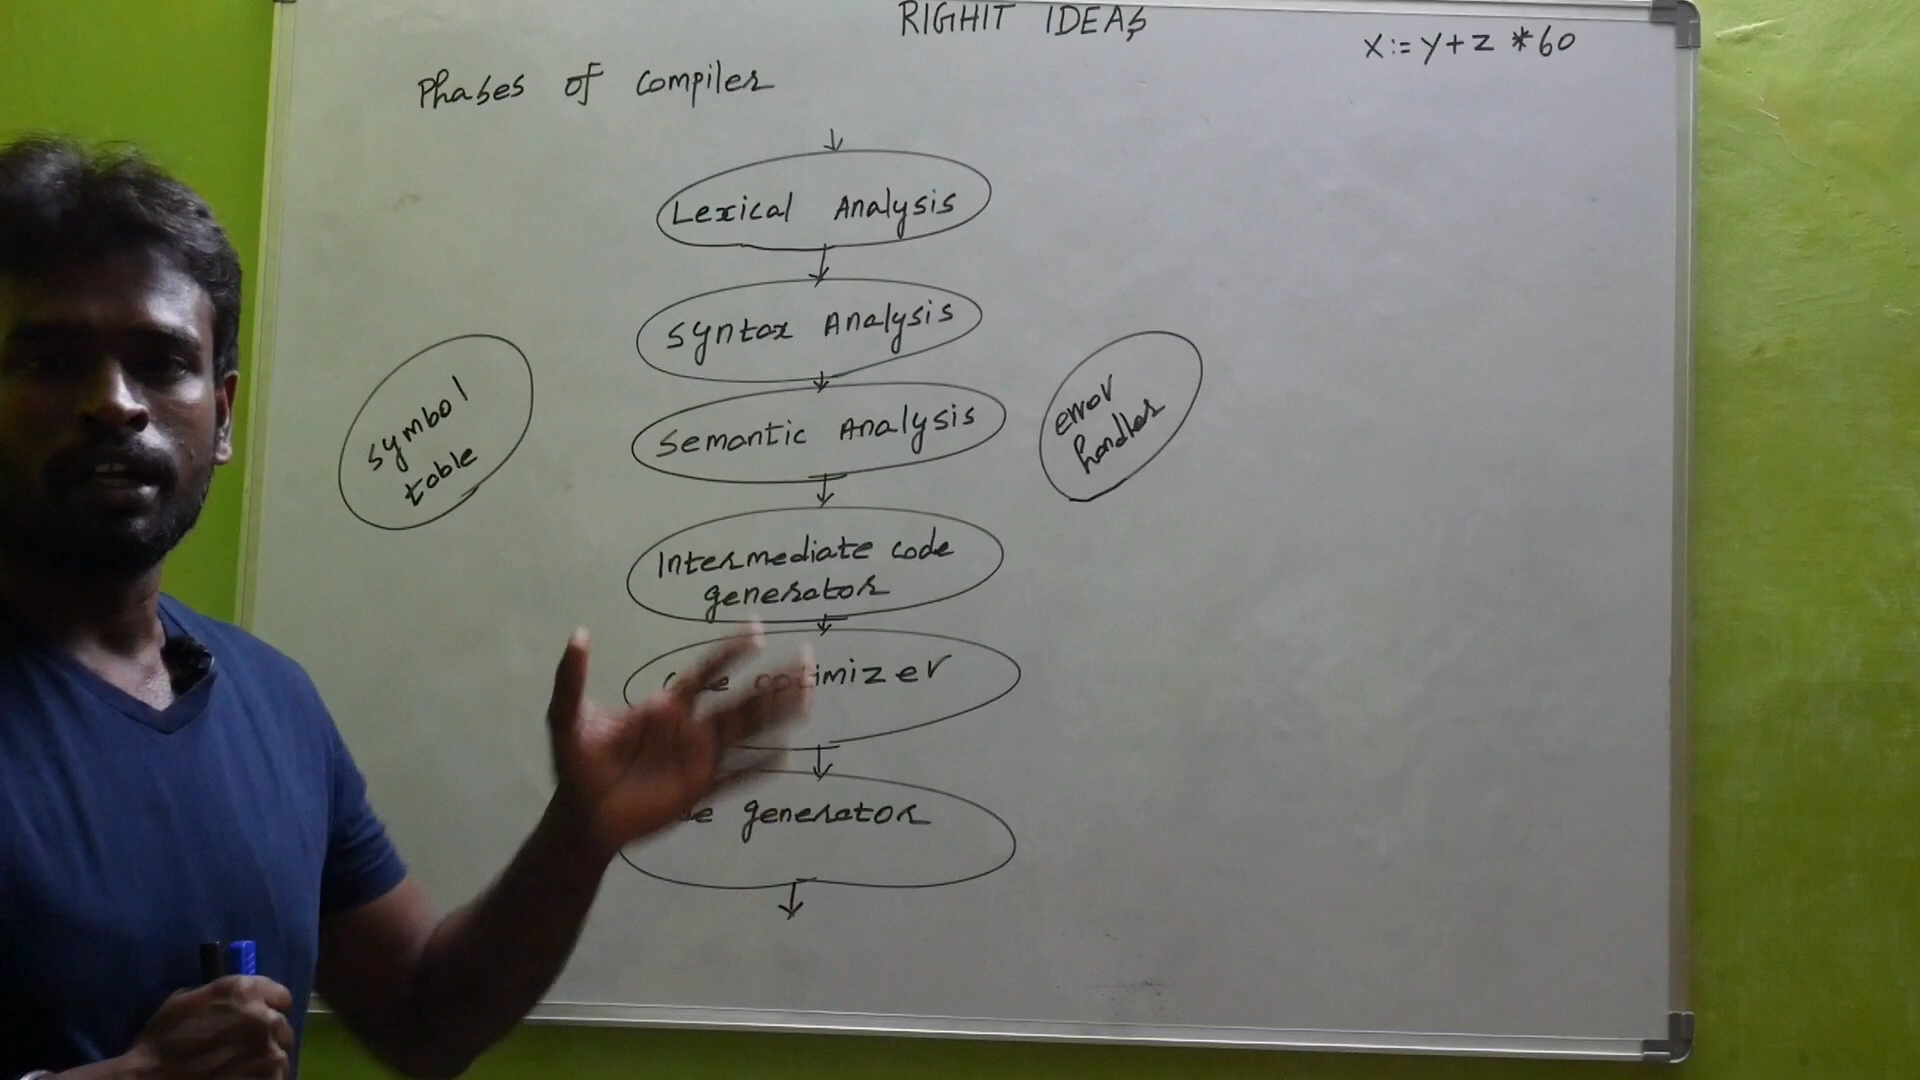 RIGHIT IDEAS
X:= Y+Z *60
Phases of compiler
Lexical Analysis
Syntax Analysis
Semantic Analysis
symbol
table
error
handler
Intermediate code
generator
optimizer
generator